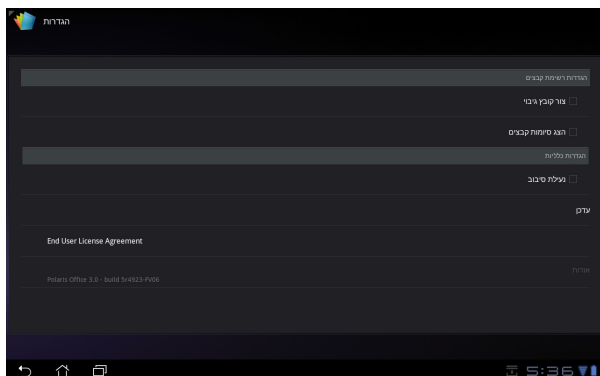 הגדרות
הגדרות רשימת קבצים
צור קובץ גיבוי
הצג סיומות קבצים
הגדרות כלליות
נעילת סיבוב
עדכן
End User License Agreement
אודות
Polaris Office 3.0 - build 5r4923-FV06
5:36